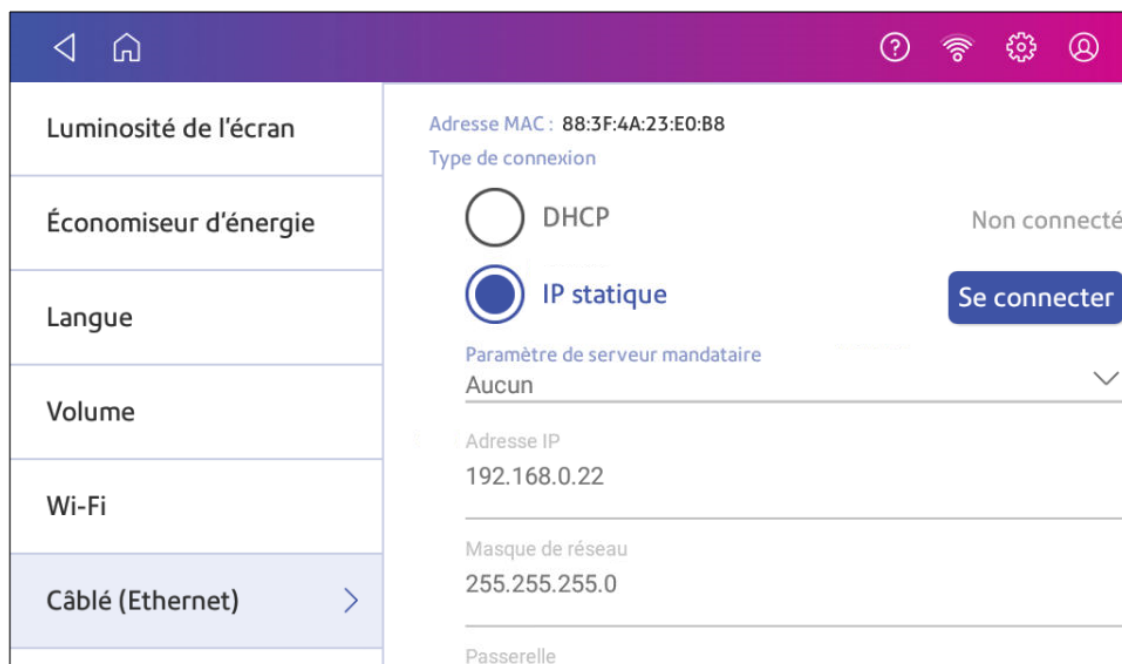 Luminosité de l'écran
Économiseur d'énergie
Langue
Volume
Wi-Fi
Câblé (Ethernet)
Adresse MAC : 88:3F:4A:23:E0:B8
Type de connexion
DHCP
Non connecté
IP statique
Se connecter
Paramètre de serveur mandataire
Aucun
Adresse IP
192.168.0.22
Masque de réseau
255.255.255.0
Passerelle